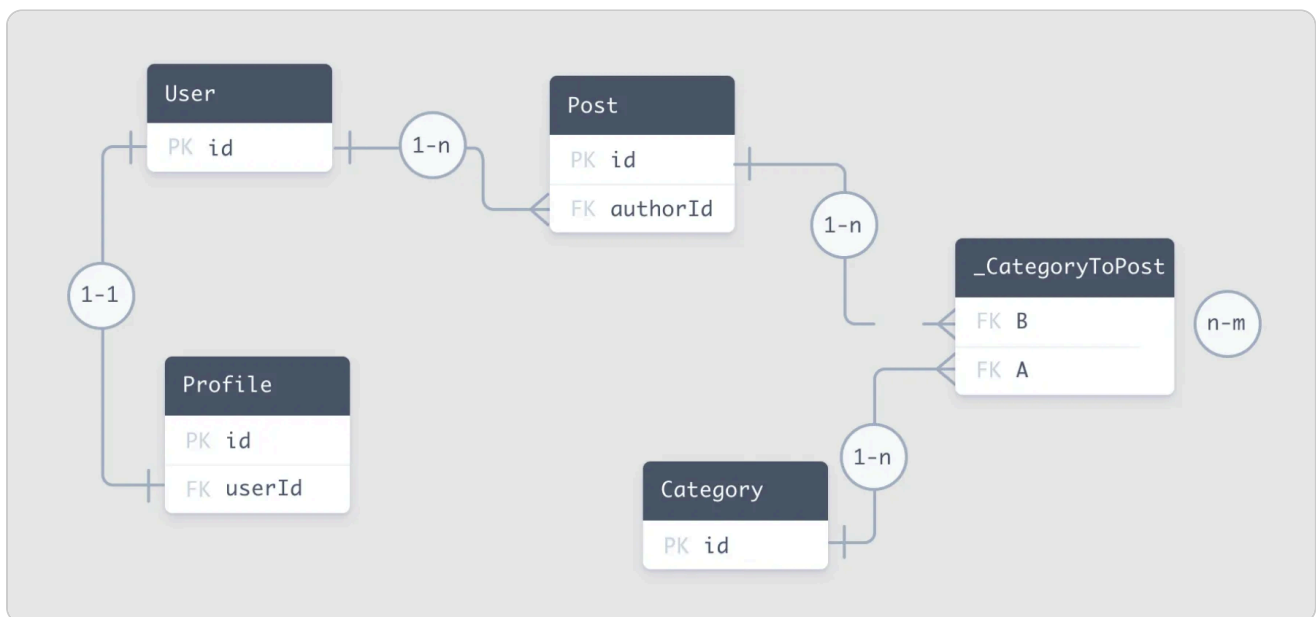 User
PK id
1-n
Post
PK id
FK authorId
1-n
_CategoryToPost
FK B
FK A
n-m
1-1
Profile
PK id
FK userId
1-n
Category
PK id